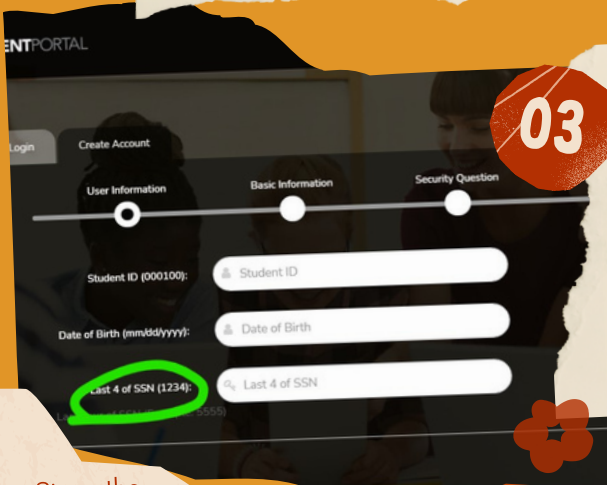 ENTPORTAL
03
Login
Create Account
User Information
Basic Information
Security Question
Student ID (000100):
Student ID
Date of Birth (mm/dd/yyyy):
Date of Birth
Last 4 of SSN (1234):
Last 4 of SSN
5555)